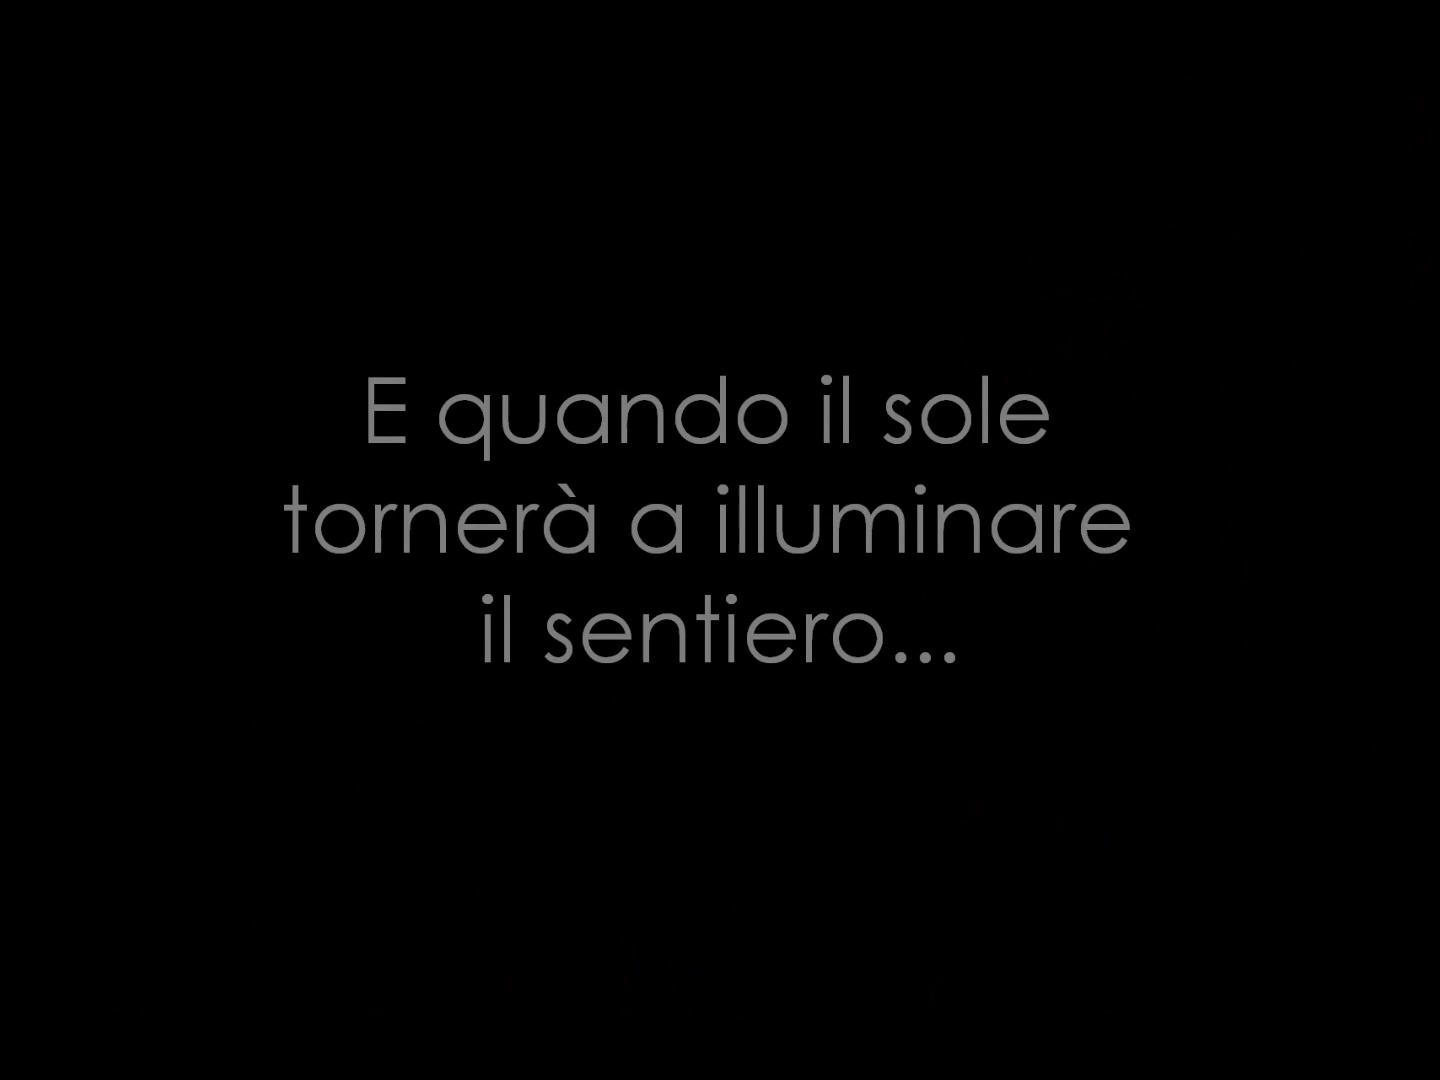 E quando il sole
tornerà a illuminare
il sentiero...